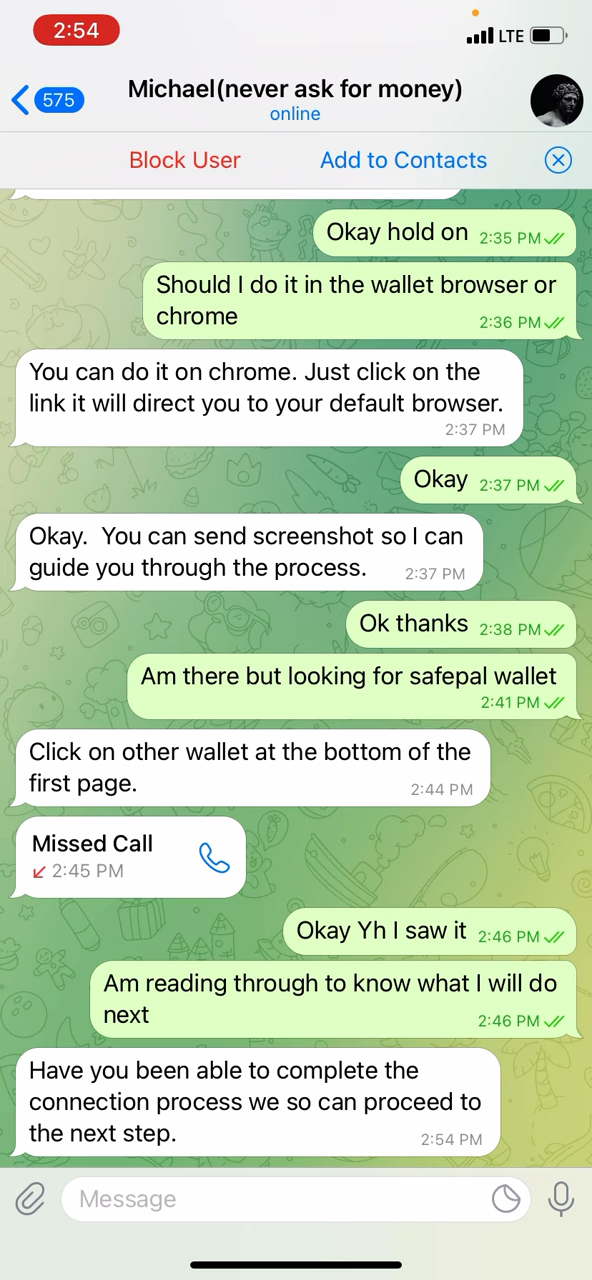 2:54
LTE
575
Michael(never ask for money)
online
Block User
Add to Contacts
Okay hold on 2:35 PM
Should I do it in the wallet browser or
chrome 2:36 PM
You can do it on chrome. Just click on the
link it will direct you to your default browser.
2:37 PM
Okay 2:37 PM
Okay.  You can send screenshot so I can
guide you through the process. 2:37 PM
Ok thanks 2:38 PM
Am there but looking for safepal wallet
2:41 PM
Click on other wallet at the bottom of the
first page. 2:44 PM
Missed Call
2:45 PM
Okay Yh I saw it 2:46 PM
Am reading through to know what I will do
next 2:46 PM
Have you been able to complete the
connection process we so can proceed to
the next step. 2:54 PM
Message